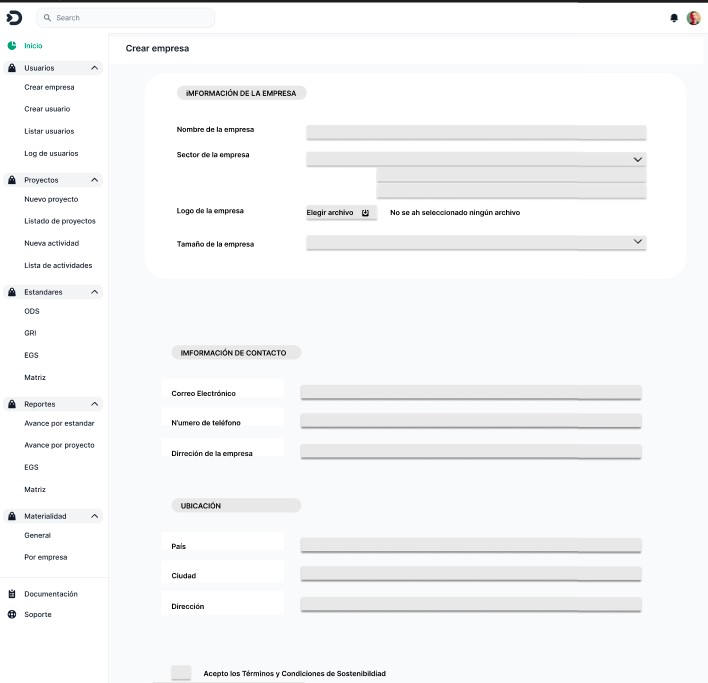 Search
Inicio
Usuarios
Crear empresa
Crear usuario
Listar usuarios
Log de usuarios
Proyectos
Nuevo proyecto
Listado de proyectos
Nueva actividad
Lista de actividades
Estandares
ODS
GRI
EGS
Matriz
Reportes
Avance por estandar
Avance por proyecto
EGS
Matriz
Materialidad
General
Por empresa
Documentación
Soporte
Crear empresa
iMFORMACIÓN DE LA EMPRESA
Nombre de la empresa
Sector de la empresa
Logo de la empresa
Elegir archivo
No se ah seleccionado ningún archivo
Tamaño de la empresa
IMFORMACIÓN DE CONTACTO
Correo Electrónico
N'umero de teléfono
Dirreción de la empresa
UBICACIÓN
País
Ciudad
Dirección
Acepto los Términos y Condiciones de Sostenibildiad